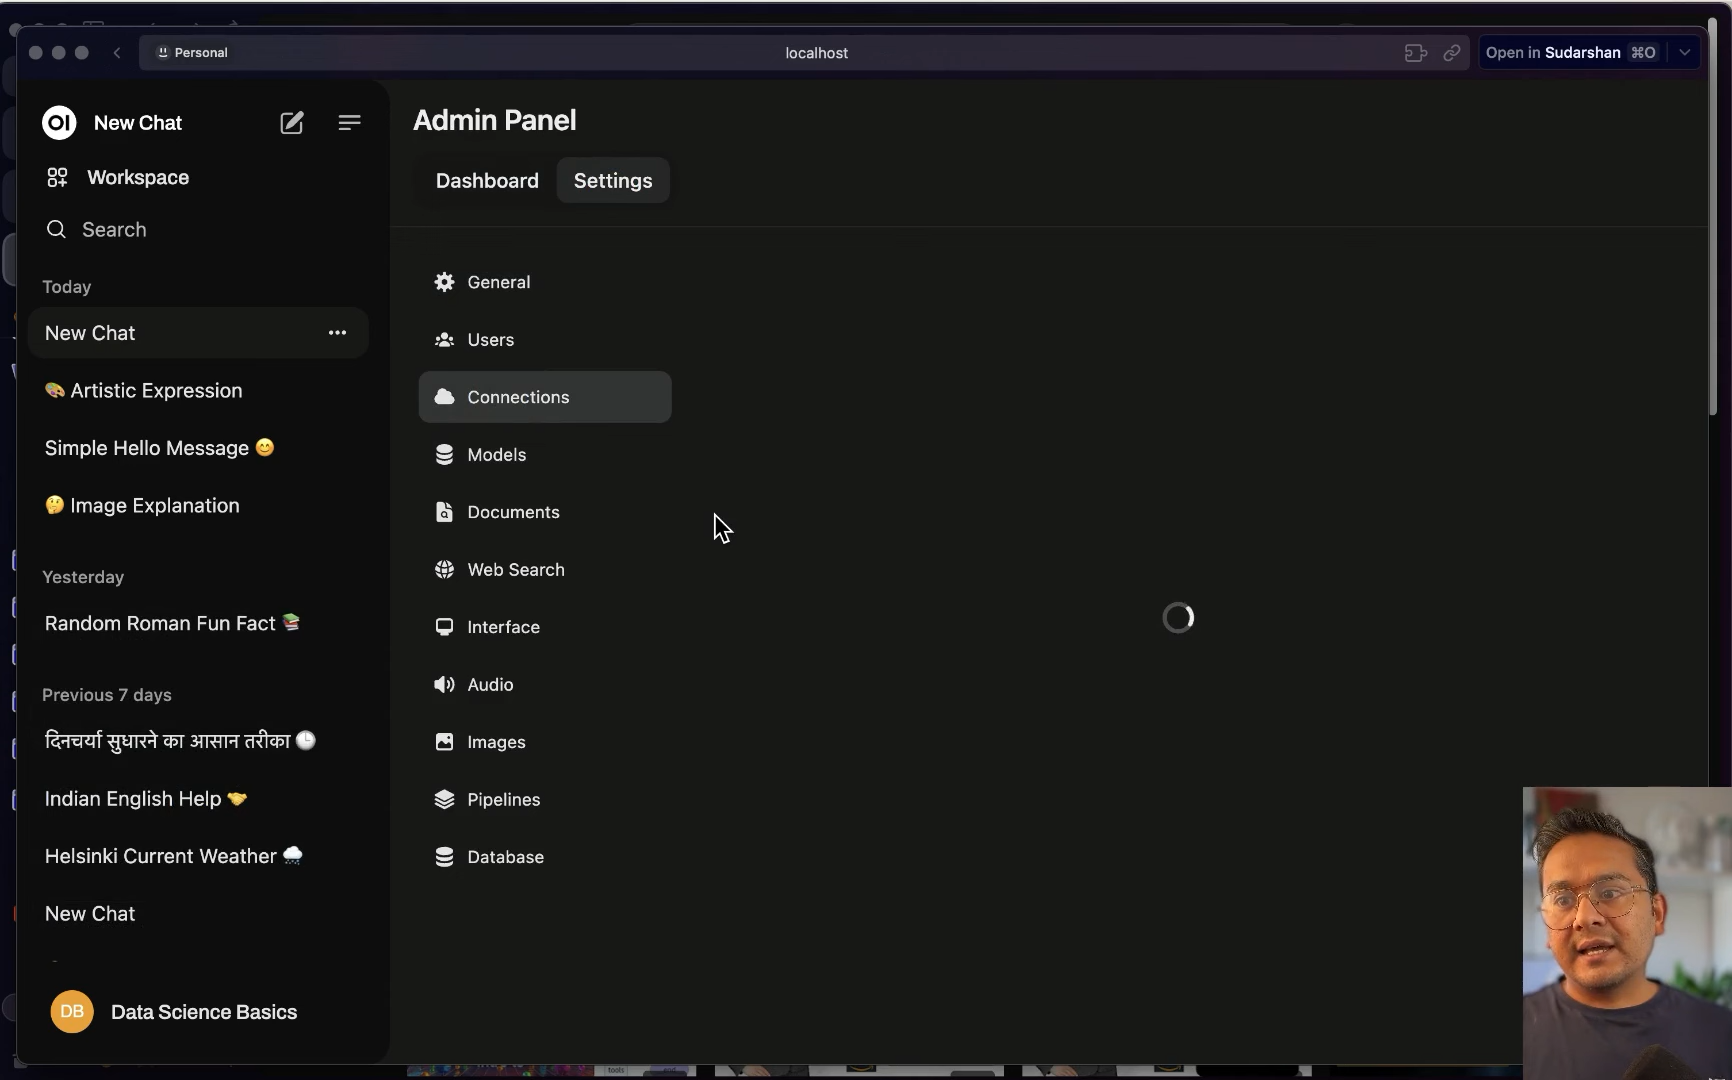 Personal
localhost
Open in Sudarshan ⌘O
OI New Chat
Workspace
Search
Today
New Chat
🎨 Artistic Expression
Simple Hello Message 😊
🤔 Image Explanation
Yesterday
Random Roman Fun Fact 📚
Previous 7 days
दिनचर्या सुधारने का आसान तरीका 🕒
Indian English Help 🤝
Helsinki Current Weather 🌧️
New Chat
DB Data Science Basics
Admin Panel
Dashboard Settings
General
Users
Connections
Models
Documents
Web Search
Interface
Audio
Images
Pipelines
Database
tools